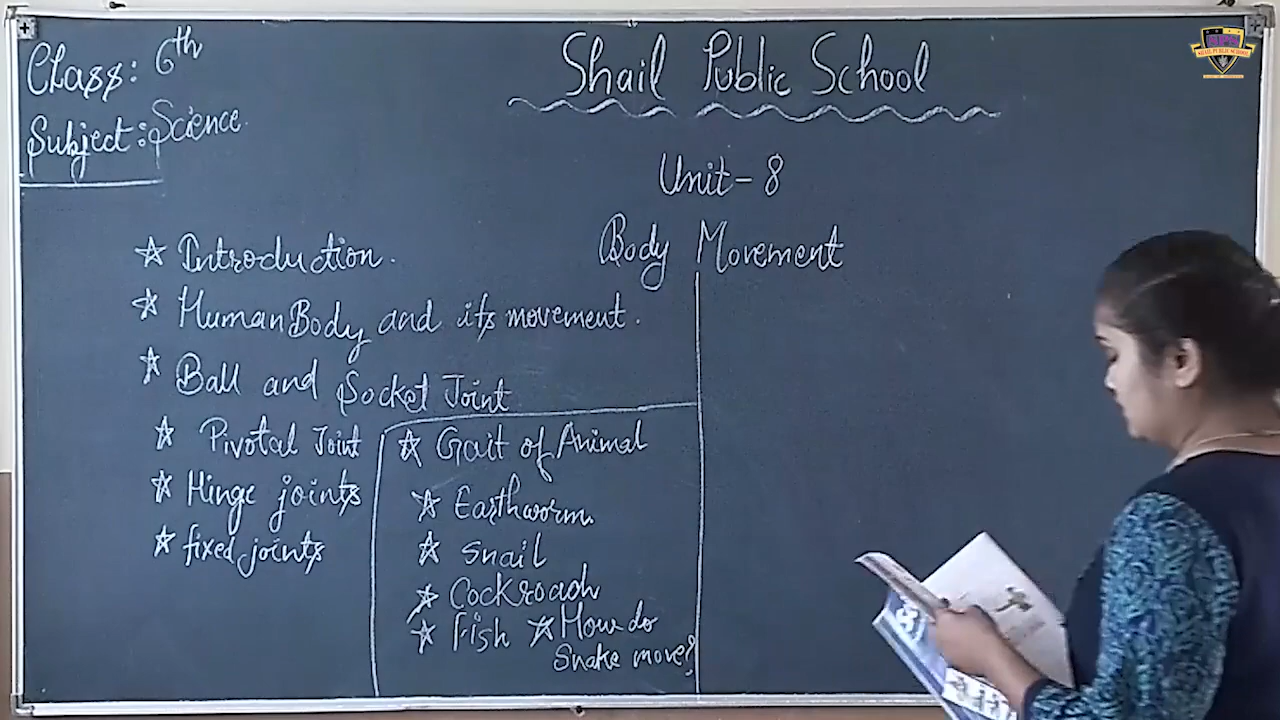 Class: 6th
Subject: Science.
Shail Public School
Unit-8
Body Movement
Introduction.
Human Body and its movement.
Ball and Socket Joint
Pivotal Joint
Hinge joints
fixed joints
Gait of Animal
Earthworm
Snail
Cockroach
Fish
How do
Snake move?